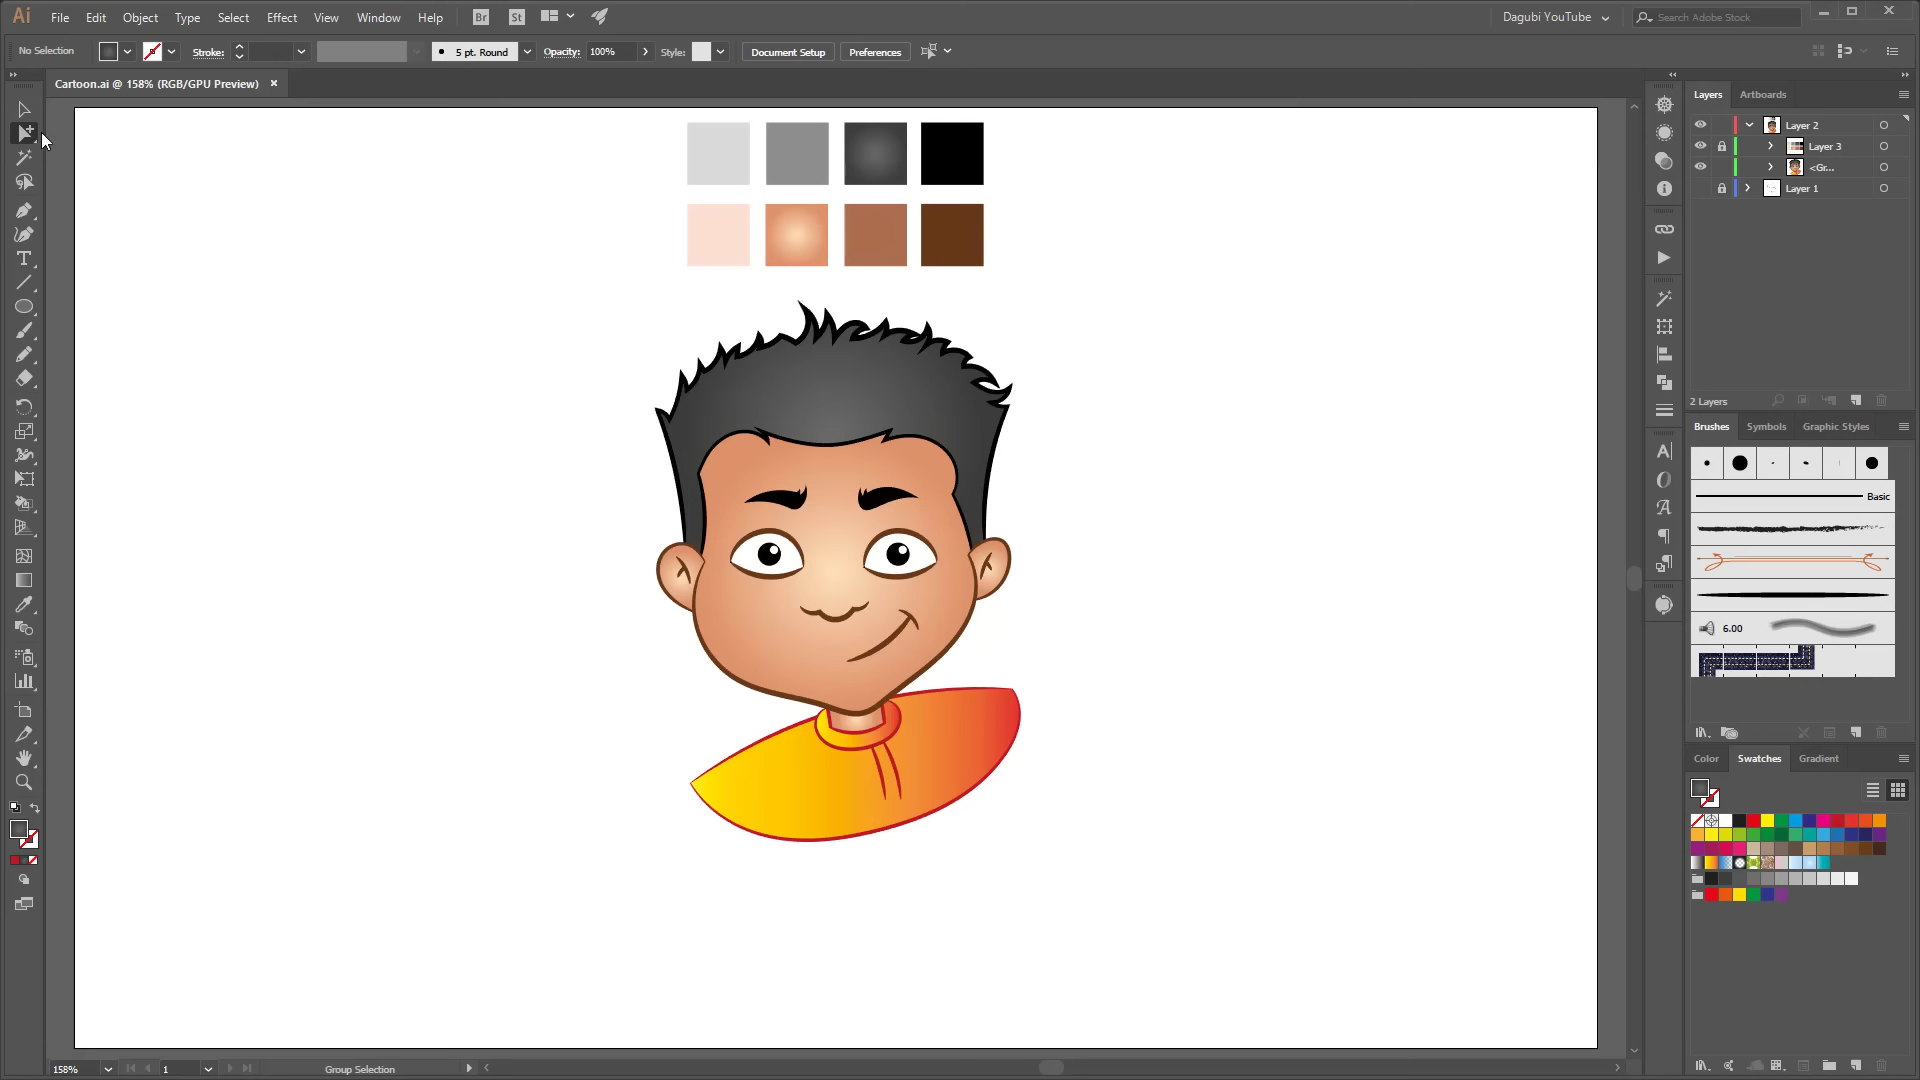 Ai File Edit Object Type Select Effect View Window Help Br St Dagubi YouTube Search Adobe Stock
No Selection Stroke: 5 pt. Round Opacity: 100% Style: Document Setup Preferences
Cartoon.ai @ 158% (RGB/GPU Preview)
Layers Artboards
Layer 2
Layer 3
<Gr...
Layer 1
2 Layers
Brushes Symbols Graphic Styles
Basic
6.00
Color Swatches Gradient
158% 1 Group Selection